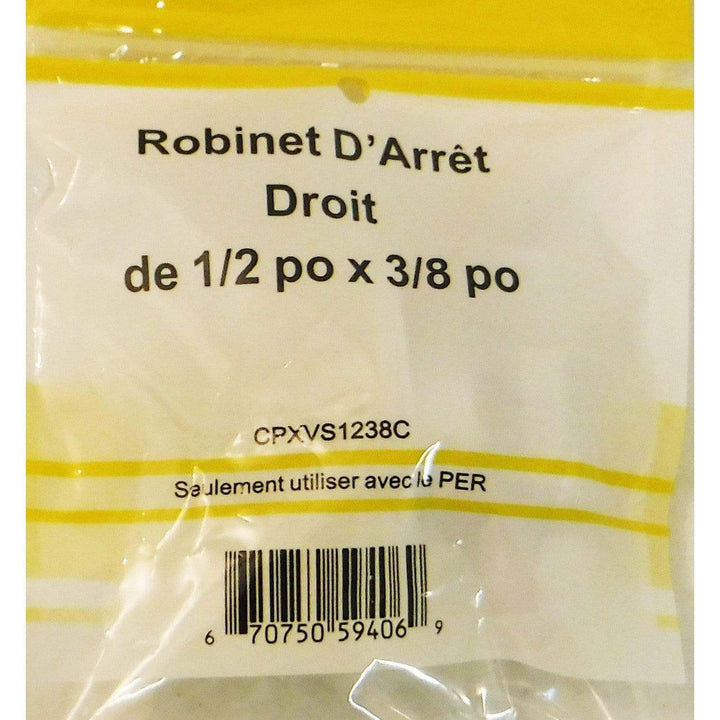 Robinet D'Arrêt
Droit
de 1/2 po x 3/8 po
CPXVS1238C
Seulement utiliser avec le PER
6 70750 59406 9